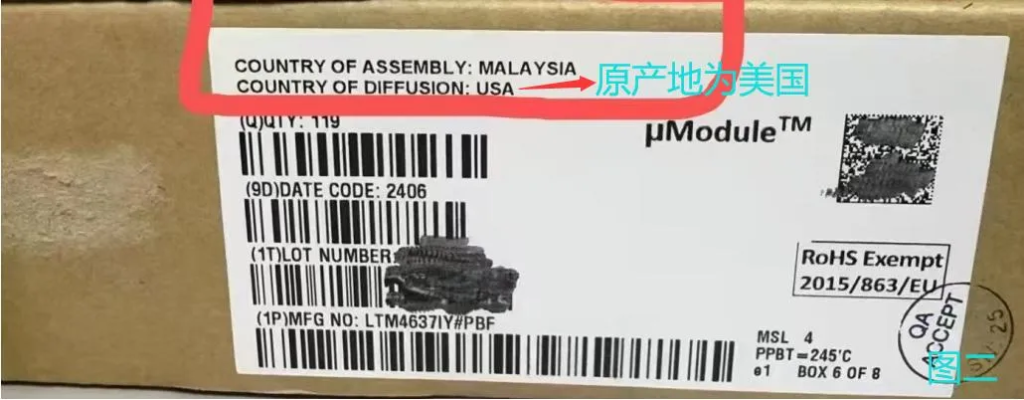 COUNTRY OF ASSEMBLY: MALAYSIA
COUNTRY OF DIFFUSION: USA 原产地为美国
(Q)QTY: 119
µModule™
(9D)DATE CODE: 2406
(1T)LOT NUMBER:
RoHS Exempt
2015/863/EU
(1P)MFG NO: LTM4637IY#PBF
QA
ACCEPT
MSL 4
PPBT=245'C
e1 BOX 6 OF 8
图二